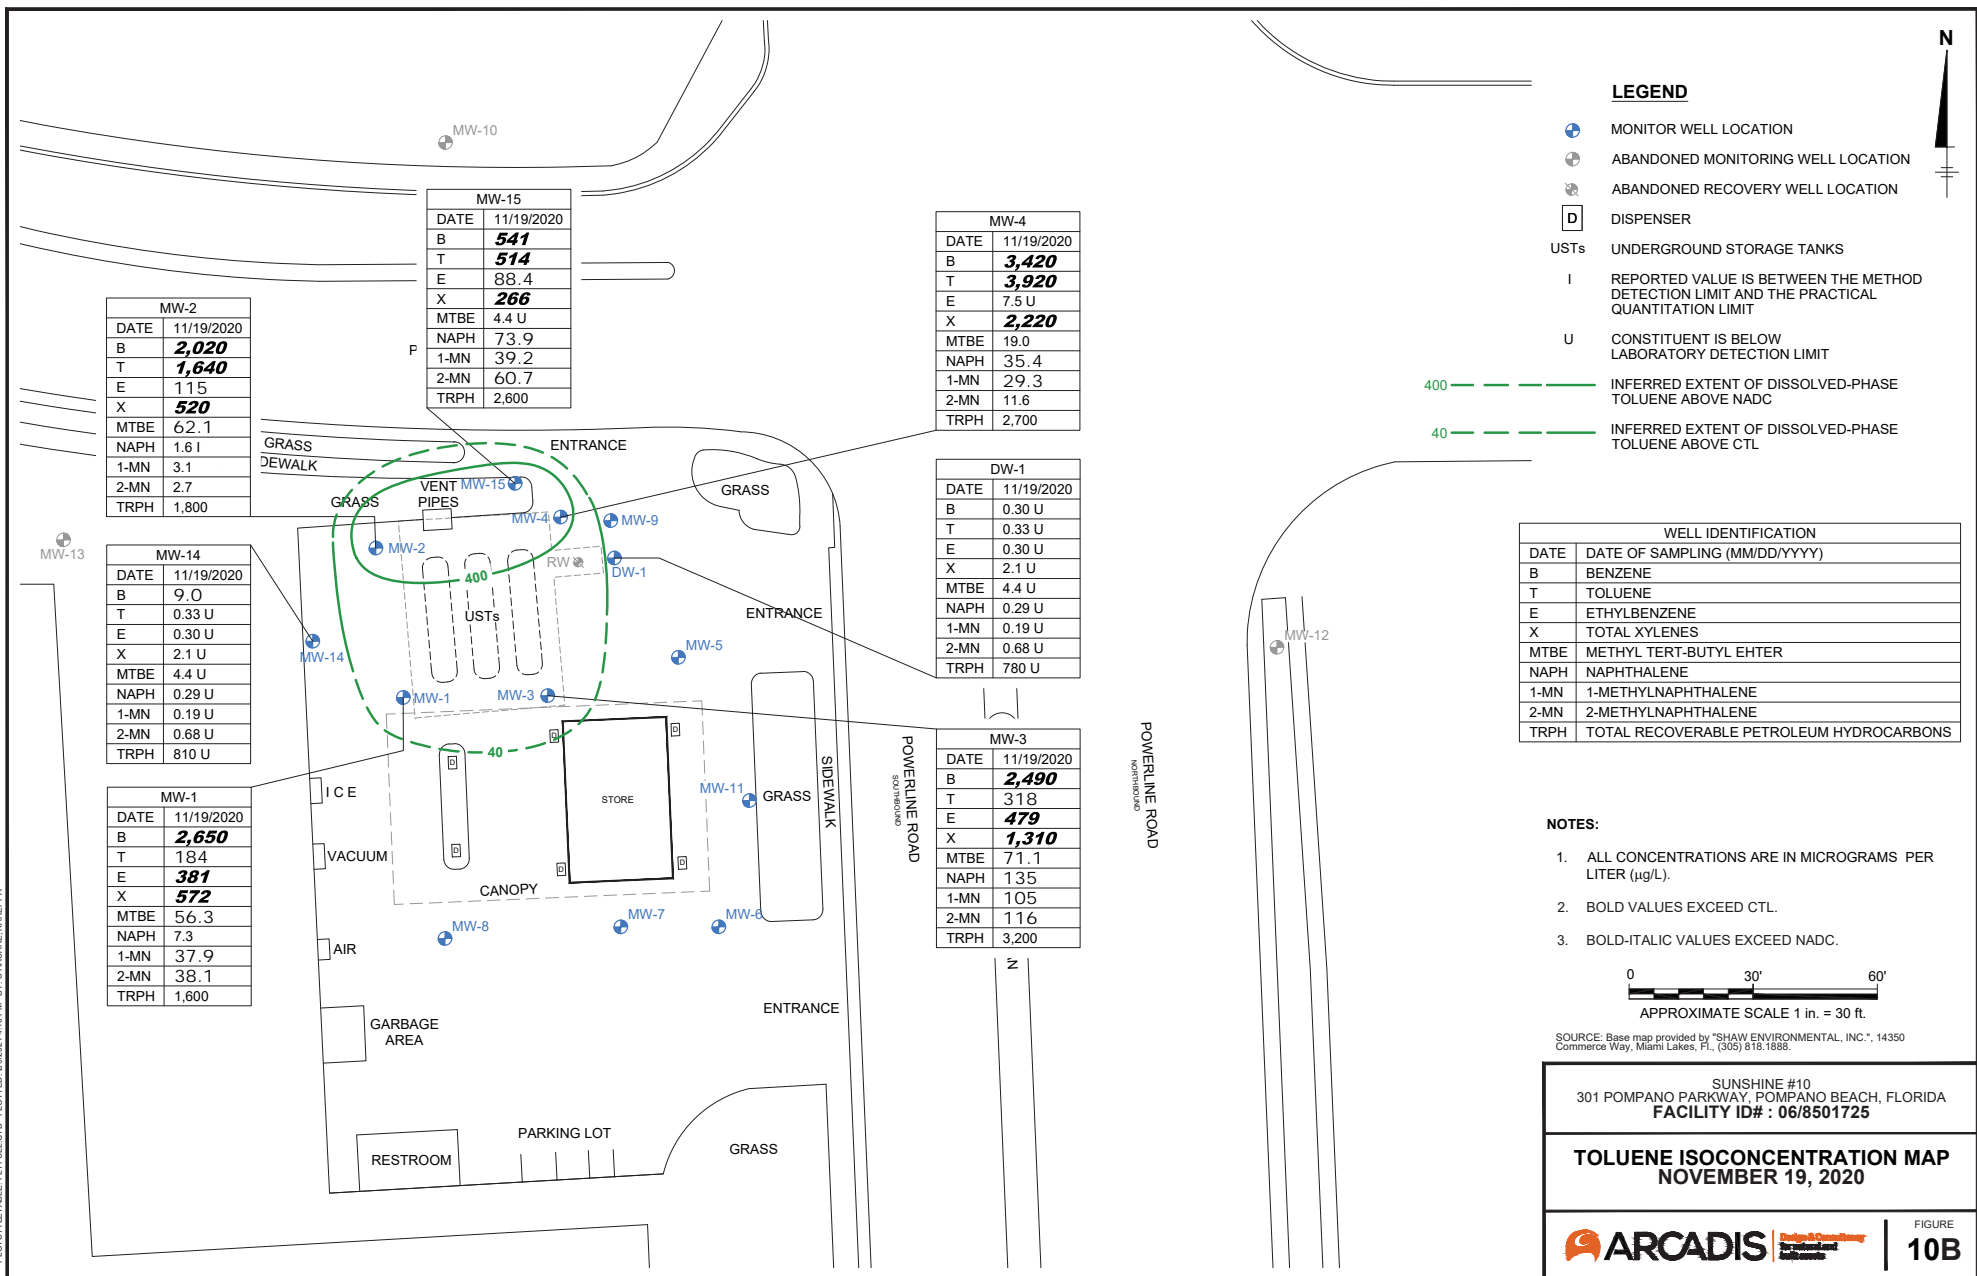 N
LEGEND
MONITOR WELL LOCATION
ABANDONED MONITORING WELL LOCATION
ABANDONED RECOVERY WELL LOCATION
D DISPENSER
USTs UNDERGROUND STORAGE TANKS
I REPORTED VALUE IS BETWEEN THE METHOD
DETECTION LIMIT AND THE PRACTICAL
QUANTITATION LIMIT
U CONSTITUENT IS BELOW
LABORATORY DETECTION LIMIT
400 INFERRED EXTENT OF DISSOLVED-PHASE
TOLUENE ABOVE NADC
40 INFERRED EXTENT OF DISSOLVED-PHASE
TOLUENE ABOVE CTL
MW-10
MW-15
DATE 11/19/2020
B 541
T 514
E 88.4
X 266
MTBE 4.4 U
NAPH 73.9
1-MN 39.2
2-MN 60.7
TRPH 2,600
MW-4
DATE 11/19/2020
B 3,420
T 3,920
E 7.5 U
X 2,220
MTBE 19.0
NAPH 35.4
1-MN 29.3
2-MN 11.6
TRPH 2,700
MW-2
DATE 11/19/2020
B 2,020
T 1,640
E 115
X 520
MTBE 62.1
NAPH 1.6 I
1-MN 3.1
2-MN 2.7
TRPH 1,800
P
GRASS
DEWALK
ENTRANCE
GRASS
VENT
PIPES
MW-15
GRASS
MW-4
MW-9
MW-2
RW
DW-1
400
USTs
ENTRANCE
MW-13
MW-14
MW-5
MW-12
MW-1
MW-3
40
DW-1
DATE 11/19/2020
B 0.30 U
T 0.33 U
E 0.30 U
X 2.1 U
MTBE 4.4 U
NAPH 0.29 U
1-MN 0.19 U
2-MN 0.68 U
TRPH 780 U
MW-14
DATE 11/19/2020
B 9.0
T 0.33 U
E 0.30 U
X 2.1 U
MTBE 4.4 U
NAPH 0.29 U
1-MN 0.19 U
2-MN 0.68 U
TRPH 810 U
MW-3
DATE 11/19/2020
B 2,490
T 318
E 479
X 1,310
MTBE 71.1
NAPH 135
1-MN 105
2-MN 116
TRPH 3,200
MW-1
DATE 11/19/2020
B 2,650
T 184
E 381
X 572
MTBE 56.3
NAPH 7.3
1-MN 37.9
2-MN 38.1
TRPH 1,600
WELL IDENTIFICATION
DATE DATE OF SAMPLING (MM/DD/YYYY)
B BENZENE
T TOLUENE
E ETHYLBENZENE
X TOTAL XYLENES
MTBE METHYL TERT-BUTYL EHTER
NAPH NAPHTHALENE
1-MN 1-METHYLNAPHTHALENE
2-MN 2-METHYLNAPHTHALENE
TRPH TOTAL RECOVERABLE PETROLEUM HYDROCARBONS
D
D
D
D
D
D
ICE
VACUUM
AIR
STORE
CANOPY
MW-11
GRASS
SIDEWALK
POWERLINE ROAD
SOUTHBOUND
POWERLINE ROAD
NORTHBOUND
MW-8
MW-7
MW-6
N
ENTRANCE
GARBAGE
AREA
PARKING LOT
RESTROOM
GRASS
NOTES:
1. ALL CONCENTRATIONS ARE IN MICROGRAMS PER
LITER (µg/L).
2. BOLD VALUES EXCEED CTL.
3. BOLD-ITALIC VALUES EXCEED NADC.
0 30' 60'
APPROXIMATE SCALE 1 in. = 30 ft.
SOURCE: Base map provided by "SHAW ENVIRONMENTAL, INC.", 14350
Commerce Way, Miami Lakes, Fl., (305) 818.1888.
SUNSHINE #10
301 POMPANO PARKWAY, POMPANO BEACH, FLORIDA
FACILITY ID# : 06/8501725
TOLUENE ISOCONCENTRATION MAP
NOVEMBER 19, 2020
ARCADIS
Design & Consultancy
for natural and
built assets
FIGURE
10B